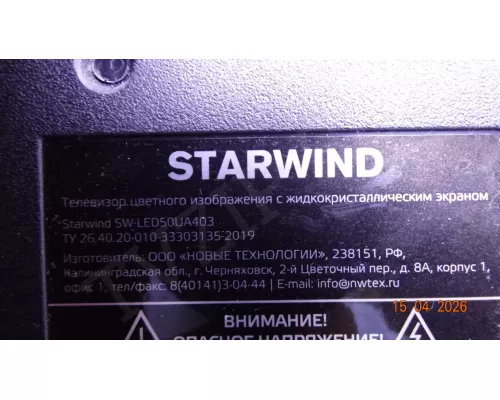 STARWIND
Телевизор цветного изображения с жидкокристаллическим экраном
Starwind SW-LED50UA403
ТУ 26.40.20-010-33303135-2019
Изготовитель: ООО «НОВЫЕ ТЕХНОЛОГИИ», 238151, РФ,
Калининградская обл., г. Черняховск, 2-й Цветочный пер., д. 8А, корпус 1,
офис 1, тел/факс: 8(40141)3-04-44 | E-mail: info@nwtex.ru
15 04 2026
ВНИМАНИЕ!
ОПАСНОЕ НАПРЯЖЕНИЕ!